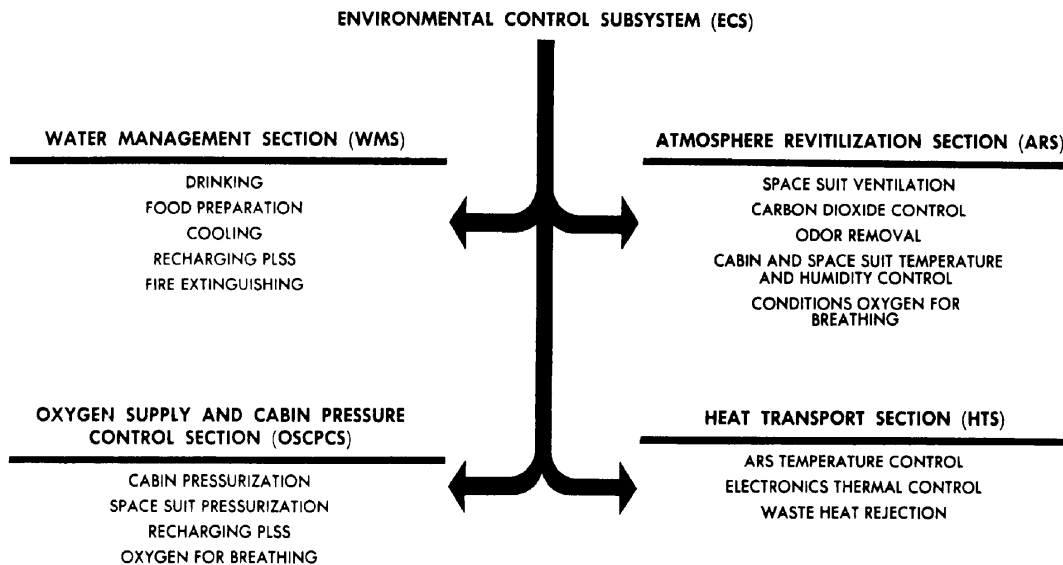 ENVIRONMENTAL CONTROL SUBSYSTEM (ECS)
WATER MANAGEMENT SECTION (WMS)
DRINKING
FOOD PREPARATION
COOLING
RECHARGING PLSS
FIRE EXTINGUISHING
ATMOSPHERE REVITILIZATION SECTION (ARS)
SPACE SUIT VENTILATION
CARBON DIOXIDE CONTROL
ODOR REMOVAL
CABIN AND SPACE SUIT TEMPERATURE
AND HUMIDITY CONTROL
CONDITIONS OXYGEN FOR
BREATHING
OXYGEN SUPPLY AND CABIN PRESSURE
CONTROL SECTION (OSCPCS)
CABIN PRESSURIZATION
SPACE SUIT PRESSURIZATION
RECHARGING PLSS
OXYGEN FOR BREATHING
HEAT TRANSPORT SECTION (HTS)
ARS TEMPERATURE CONTROL
ELECTRONICS THERMAL CONTROL
WASTE HEAT REJECTION